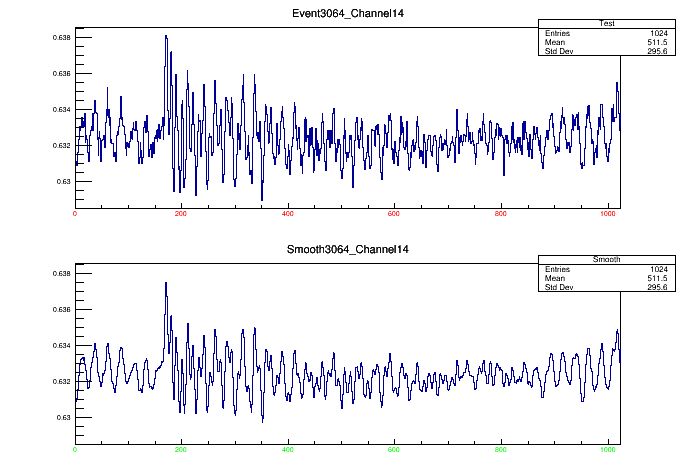 Event3064_Channel14
Test
Entries 1024
Mean 511.5
Std Dev 295.6
0.638
0.636
0.634
0.632
0.63
0 200 400 600 800 1000
Smooth3064_Channel14
Smooth
Entries 1024
Mean 511.5
Std Dev 295.6
0.638
0.636
0.634
0.632
0.63
0 200 400 600 800 1000